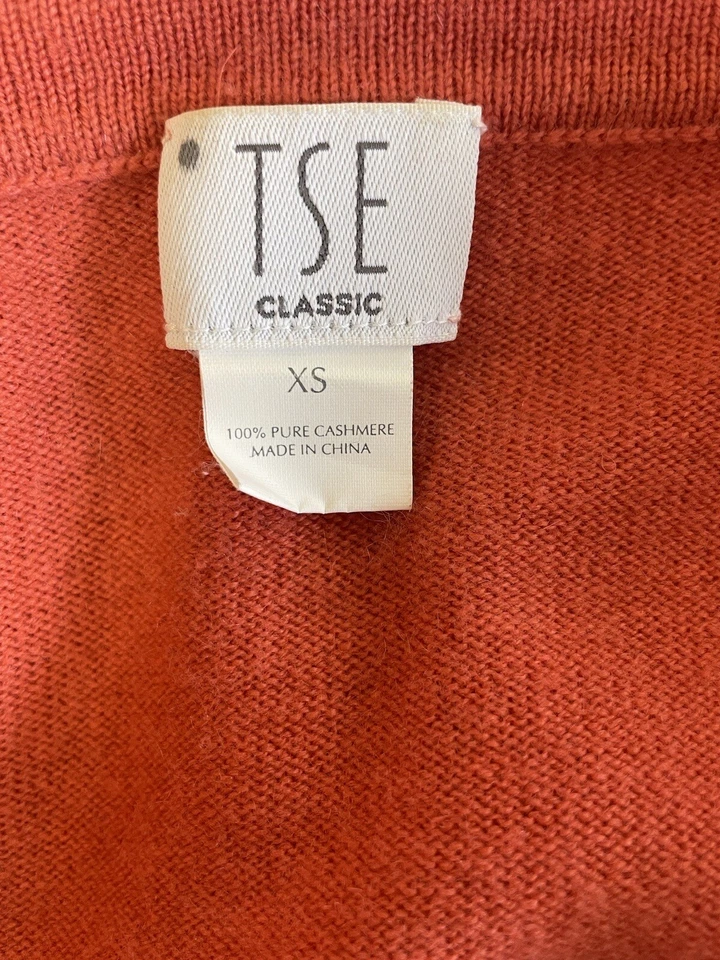 TSE
CLASSIC
XS
100% PURE CASHMERE
MADE IN CHINA